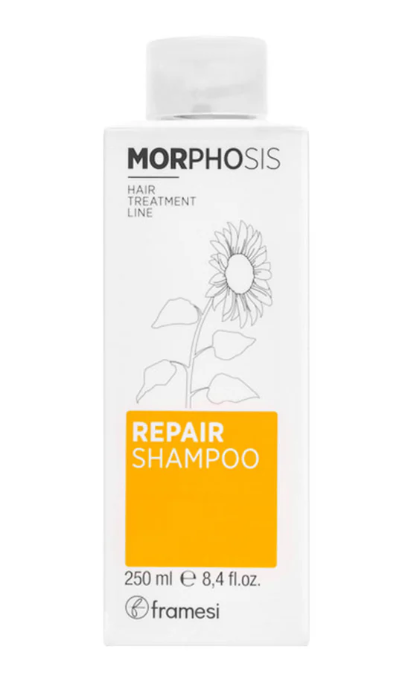 MORPHOSIS
HAIR
TREATMENT
LINE
REPAIR
SHAMPOO
250 ml ℮ 8,4 fl.oz.
framesi